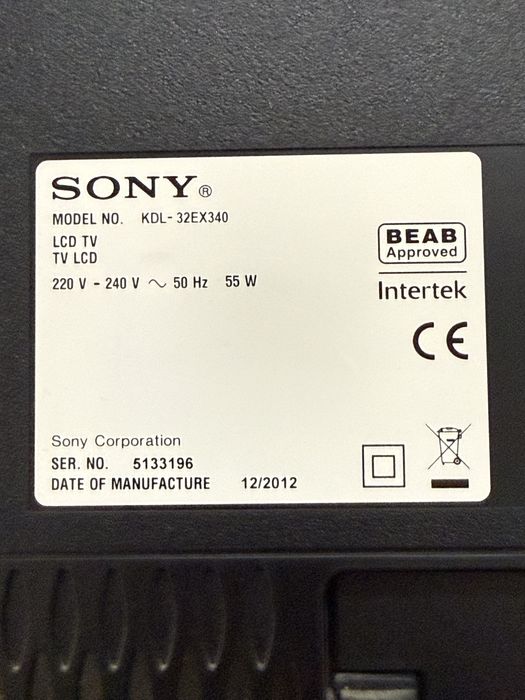 SONY®
MODEL NO. KDL-32EX340
LCD TV
TV LCD
220 V - 240 V ~ 50 Hz 55 W
BEAB
Approved
Intertek
CE
Sony Corporation
SER. NO. 5133196
DATE OF MANUFACTURE 12/2012